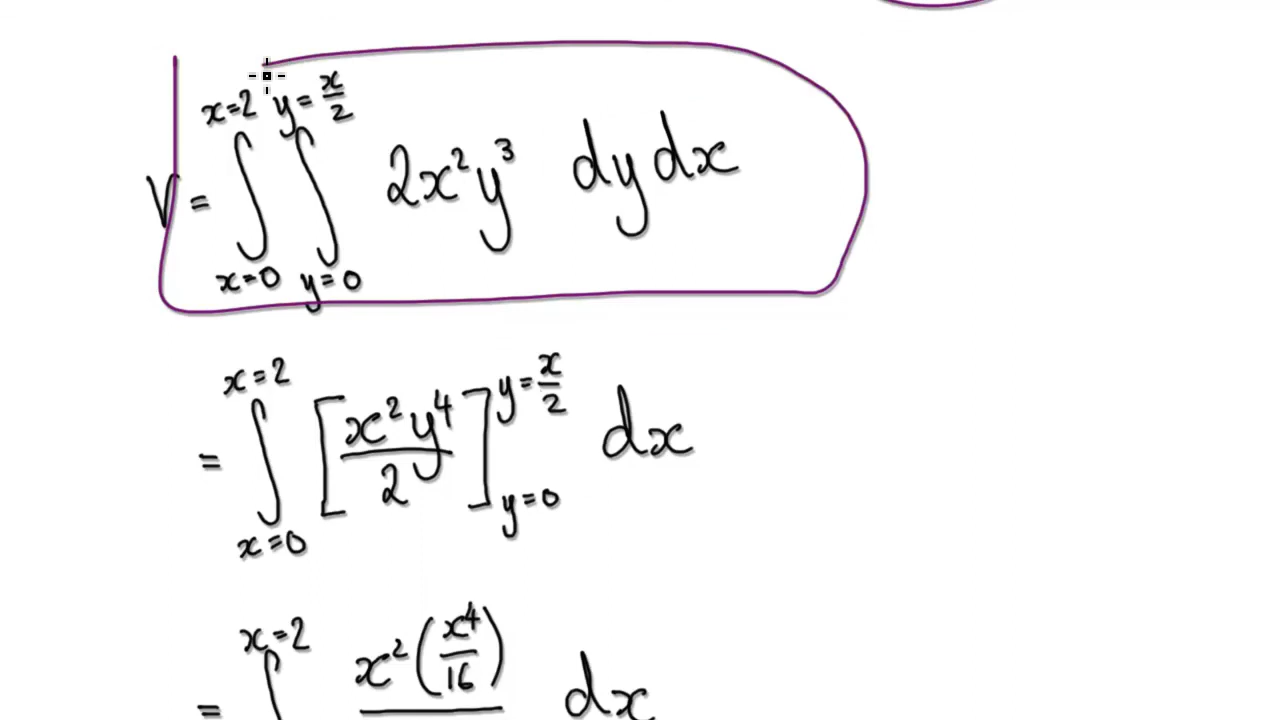 V = ∫_{x=0}^{x=2} ∫_{y=0}^{y=x/2} 2x²y³ dy dx
= ∫_{x=0}^{x=2} [x²y⁴/2]_{y=0}^{y=x/2} dx
= ∫^{x=2} x²(x⁴/16) dx